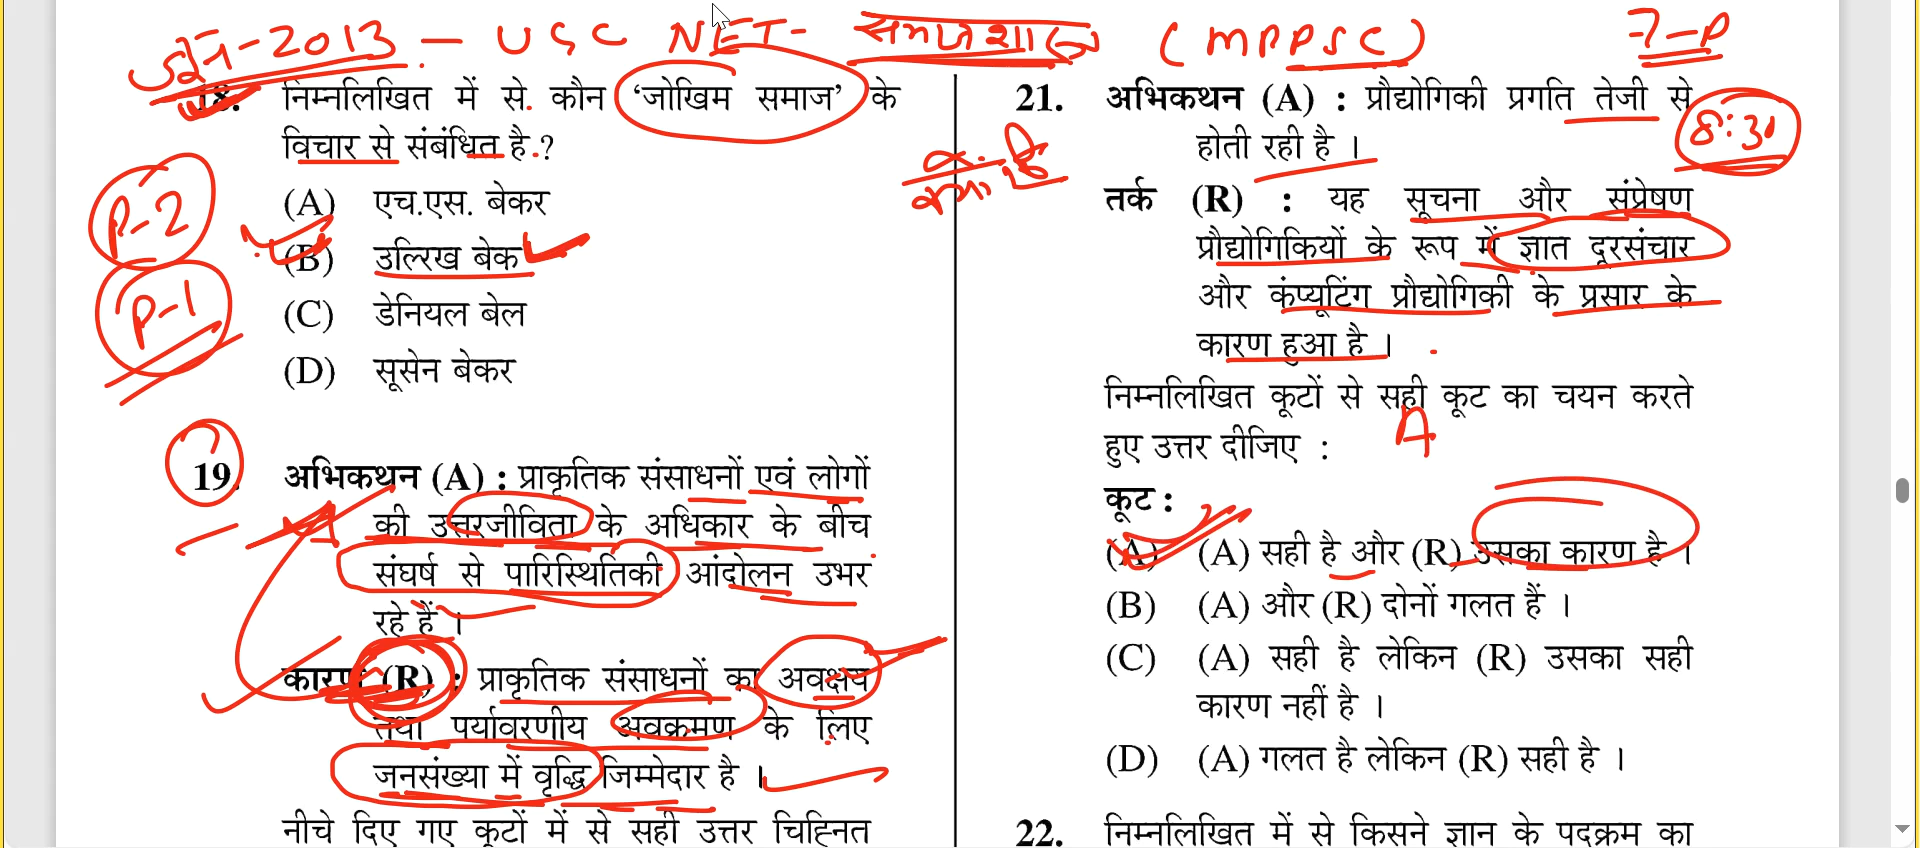 जून-2013 - UGC NET- समाजशास्त्र (MPPSC) 7-P
18. निम्नलिखित में से कौन ‘जोखिम समाज’ के
विचार से संबंधित है ?
(A) एच.एस. बेकर
(B) उल्रिख बेक
(C) डेनियल बेल
(D) सूसेन बेकर
P-2
P-1
19. अभिकथन (A) : प्राकृतिक संसाधनों एवं लोगों
की उत्तरजीविता के अधिकार के बीच
संघर्ष से पारिस्थितिकी आंदोलन उभर
रहे हैं ।
कारण (R) : प्राकृतिक संसाधनों का अवक्षय
तथा पर्यावरणीय अवक्रमण के लिए
जनसंख्या में वृद्धि जिम्मेदार है ।
नीचे दिए गए कूटों में से सही उत्तर चिह्नित
21. अभिकथन (A) : प्रौद्योगिकी प्रगति तेजी से
होती रही है ।
8:30
तर्क (R) : यह सूचना और संप्रेषण
प्रौद्योगिकियों के रूप में ज्ञात दूरसंचार
और कंप्यूटिंग प्रौद्योगिकी के प्रसार के
कारण हुआ है ।
निम्नलिखित कूटों से सही कूट का चयन करते
हुए उत्तर दीजिए :
A
कूट :
(A) (A) सही है और (R) उसका कारण है ।
(B) (A) और (R) दोनों गलत हैं ।
(C) (A) सही है लेकिन (R) उसका सही
कारण नहीं है ।
(D) (A) गलत है लेकिन (R) सही है ।
22. निम्नलिखित में से किसने ज्ञान के पदक्रम का